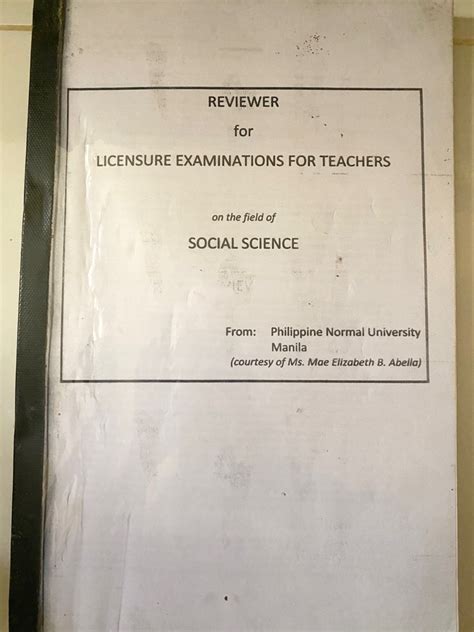 REVIEWER
for
LICENSURE EXAMINATIONS FOR TEACHERS
on the field of
SOCIAL SCIENCE
From: Philippine Normal University
Manila
(courtesy of Ms. Mae Elizabeth B. Abella)